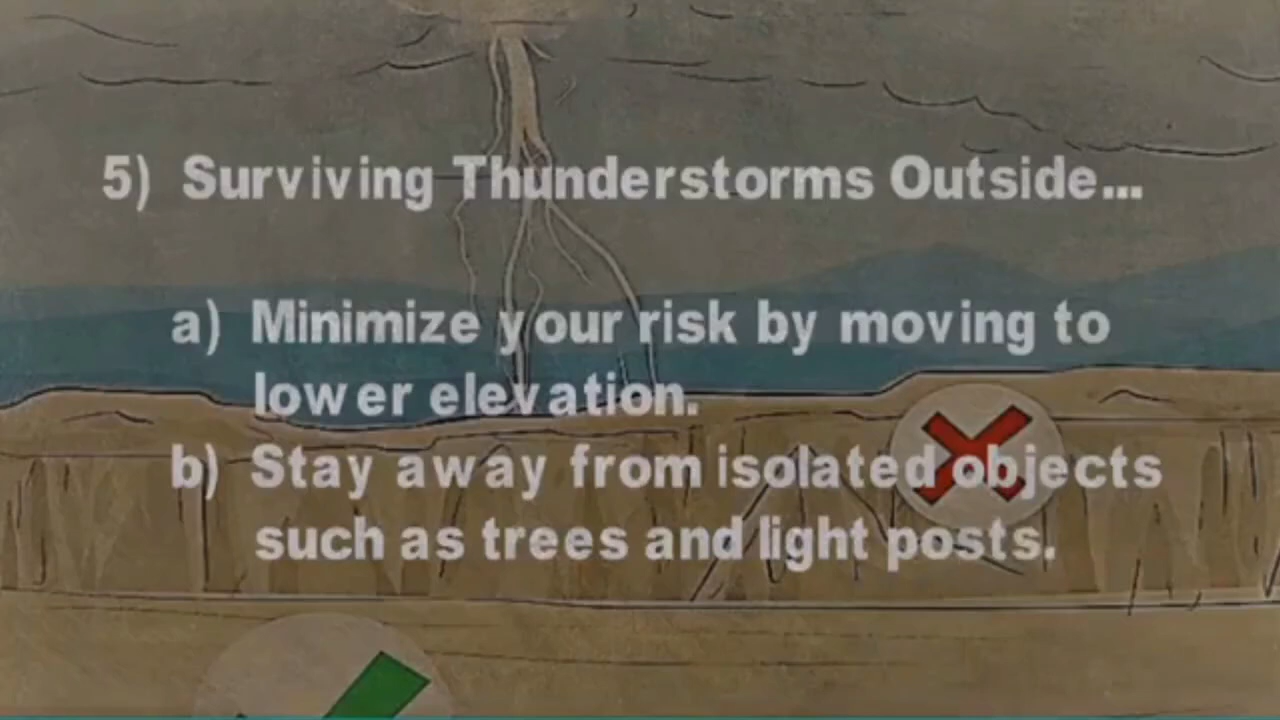 5) Surviving Thunderstorms Outside...
a) Minimize your risk by moving to
lower elevation.
b) Stay away from isolated objects
such as trees and light posts.